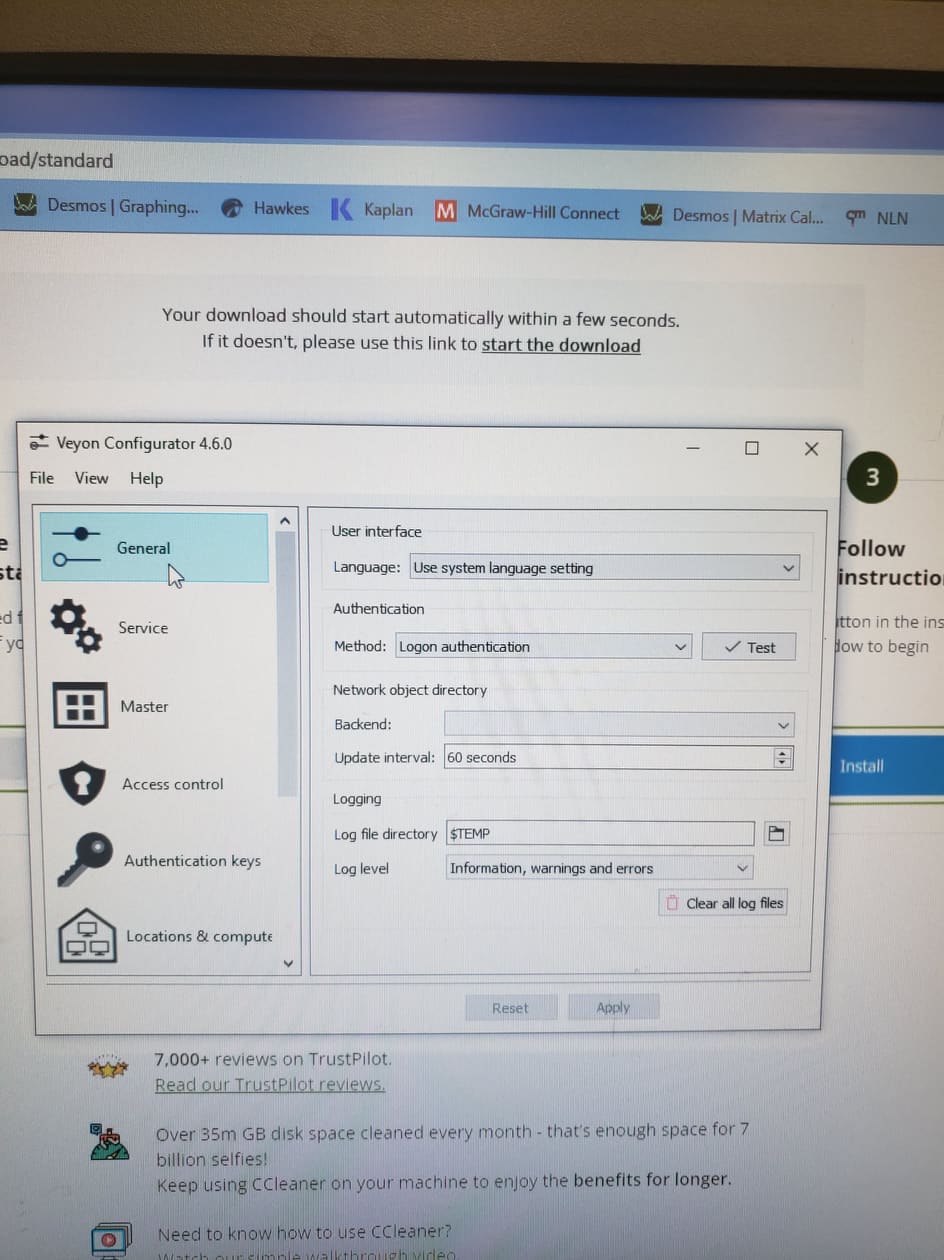 oad/standard
Desmos | Graphing...
Hawkes
Kaplan
M McGraw-Hill Connect
Desmos | Matrix Cal...
NLN
Your download should start automatically within a few seconds.
If it doesn't, please use this link to start the download
Veyon Configurator 4.6.0
File View Help
General
Service
Master
Access control
Authentication keys
Locations & compute
User interface
Language: Use system language setting
Authentication
Method: Logon authentication Test
Network object directory
Backend:
Update interval: 60 seconds
Logging
Log file directory $TEMP
Log level Information, warnings and errors
Clear all log files
Reset Apply
3
Follow
instructio
tton in the ins
low to begin
Install
7,000+ reviews on TrustPilot.
Read our TrustPilot reviews.
Over 35m GB disk space cleaned every month - that's enough space for 7
billion selfies!
Keep using CCleaner on your machine to enjoy the benefits for longer.
Need to know how to use CCleaner?
Watch our simple walkthrough video